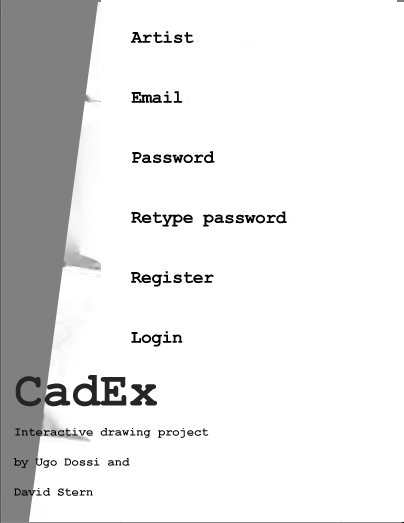 Artist
Email
Password
Retype password
Register
Login
CadEx
Interactive drawing project
by Ugo Dossi and
David Stern